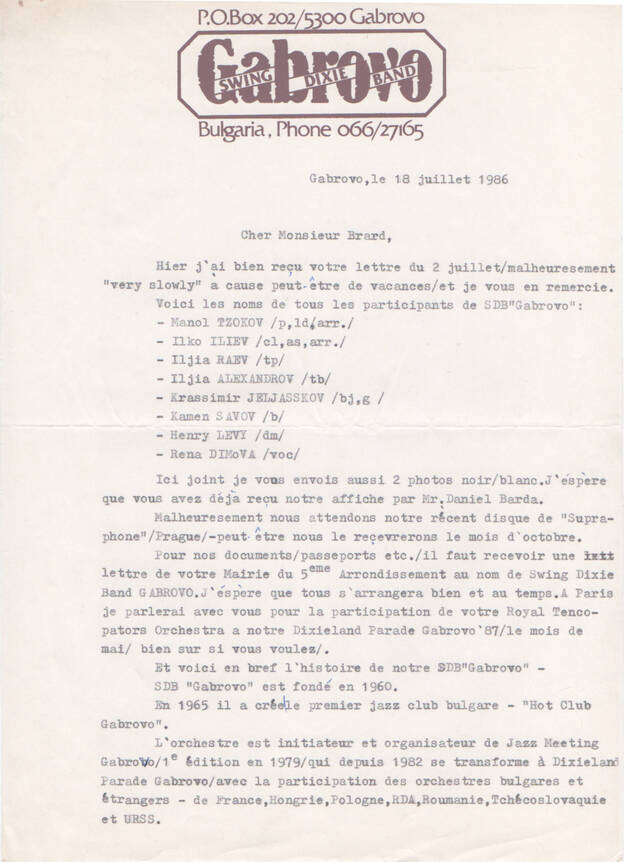 P.O.Box 202/5300 Gabrovo
Gabrovo
SWING DIXIE BAND
Bulgaria, Phone 066/27165
Gabrovo,le 18 juillet 1986
Cher Monsieur Brard,
Hier j`ai bien reçu votre lettre du 2 juillet/malheuresement
"very slowly" à cause peut-être de vacances/et je vous en remercie.
Voici les noms de tous les participants de SDB"Gabrovo":
- Manol TZOKOV /p,ld,arr./
- Ilko ILIEV /cl,as,arr./
- Iljia RAEV /tp/
- Iljia ALEXANDROV /tb/
- Krassimir JELJASSKOV /bj,g /
- Kamen SAVOV /b/
- Henry LEVY /dm/
- Rena DIMoVA /voc/
Ici joint je vous envois aussi 2 photos noir/blanc.J`éspère
que vous avez déjà reçu notre affiche par Mr.Daniel Barda.
Malheuresement nous attendons notre récent disque de "Supra-
phone"/Prague/-peut être nous le reçevrerons le mois d`octobre.
Pour nos documents/passeports etc./il faut recevoir une
lettre de votre Mairie du 5eme Arrondissement au nom de Swing Dixie
Band GABROVO.J`éspère que tous s`arrangera bien et au temps.A Paris
je parlerai avec vous pour la participation de votre Royal Tenco-
pators Orchestra a notre Dixieland Parade Gabrovo`87/le mois de
mai/ bien sur si vous voulez/.
Et voici en bref l`histoire de notre SDB"Gabrovo" -
SDB "Gabrovo" est fondé en 1960.
En 1965 il a crée le premier jazz club bulgare - "Hot Club
Gabrovo".
L`orchestre est initiateur et organisateur de Jazz Meeting
Gabrovo/1e édition en 1979/qui depuis 1982 se transforme à Dixieland
Parade Gabrovo/avec la participation des orchestres bulgares et
étrangers - de France,Hongrie,Pologne,RDA,Roumanie,Tchécoslovaquie
et URSS.